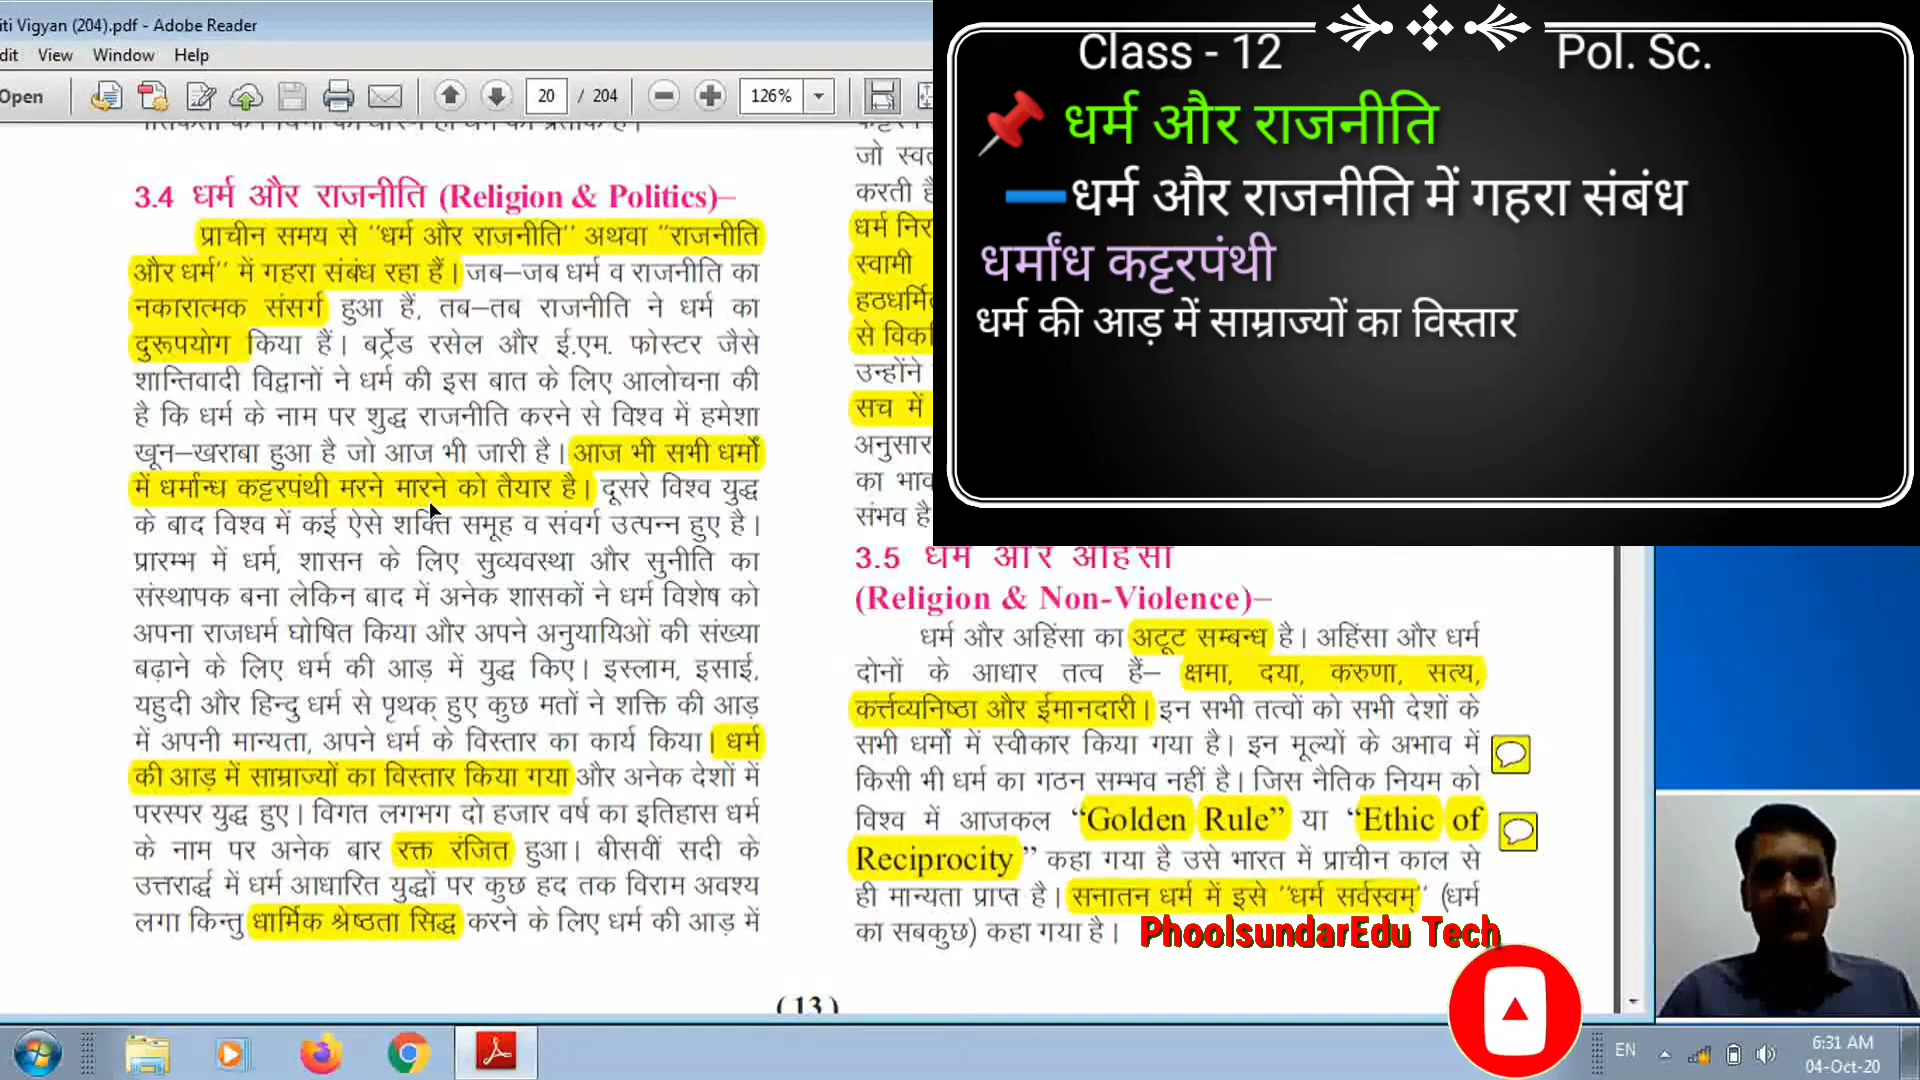 iti Vigyan (204).pdf - Adobe Reader
dit View Window Help
Open 20 / 204 126%
3.4 धर्म और राजनीति (Religion & Politics)–
प्राचीन समय से ‘‘धर्म और राजनीति’’ अथवा ‘‘राजनीति
और धर्म’’ में गहरा संबंध रहा हैं। जब–जब धर्म व राजनीति का
नकारात्मक संसर्ग हुआ हैं, तब–तब राजनीति ने धर्म का
दुरूपयोग किया हैं। बर्ट्रेड रसेल और ई.एम. फोस्टर जैसे
शान्तिवादी विद्वानों ने धर्म की इस बात के लिए आलोचना की
है कि धर्म के नाम पर शुद्ध राजनीति करने से विश्व में हमेशा
खून–खराबा हुआ है जो आज भी जारी है। आज भी सभी धर्मों
में धर्मान्ध कट्टरपंथी मरने मारने को तैयार है। दूसरे विश्व युद्ध
के बाद विश्व में कई ऐसे शक्ति समूह व संवर्ग उत्पन्न हुए है।
प्रारम्भ में धर्म, शासन के लिए सुव्यवस्था और सुनीति का
संस्थापक बना लेकिन बाद में अनेक शासकों ने धर्म विशेष को
अपना राजधर्म घोषित किया और अपने अनुयायिओं की संख्या
बढ़ाने के लिए धर्म की आड़ में युद्ध किए। इस्लाम, इसाई,
यहुदी और हिन्दु धर्म से पृथक् हुए कुछ मतों ने शक्ति की आड़
में अपनी मान्यता, अपने धर्म के विस्तार का कार्य किया। धर्म
की आड़ में साम्राज्यों का विस्तार किया गया और अनेक देशों में
परस्पर युद्ध हुए। विगत लगभग दो हजार वर्ष का इतिहास धर्म
के नाम पर अनेक बार रक्त रंजित हुआ। बीसवीं सदी के
उत्तरार्द्ध में धर्म आधारित युद्धों पर कुछ हद तक विराम अवश्य
लगा किन्तु धार्मिक श्रेष्ठता सिद्ध करने के लिए धर्म की आड़ में
जो
करती
धर्म
स्वामी
से
उन्होंने
सच में
अनुसार
का
संभव है
3.5 धर्म और अहिंसा
(Religion & Non-Violence)–
धर्म और अहिंसा का अटूट सम्बन्ध है। अहिंसा और धर्म
दोनों के आधार तत्व हैं– क्षमा, दया, करुणा, सत्य,
कर्त्तव्यनिष्ठा और ईमानदारी। इन सभी तत्वों को सभी देशों के
सभी धर्मों में स्वीकार किया गया है। इन मूल्यों के अभाव में
किसी भी धर्म का गठन सम्भव नहीं है। जिस नैतिक नियम को
विश्व में आजकल “Golden Rule” या “Ethic of
Reciprocity” कहा गया है उसे भारत में प्राचीन काल से
ही मान्यता प्राप्त है। सनातन धर्म में इसे ‘‘धर्म सर्वस्वम्’’ (धर्म
का सबकुछ) कहा गया है।
(13)
Class - 12 Pol. Sc.
धर्म और राजनीति
धर्म और राजनीति में गहरा संबंध
धर्मांध कट्टरपंथी
धर्म की आड़ में साम्राज्यों का विस्तार
PhoolsundarEdu Tech
EN 6:31 AM
04-Oct-20